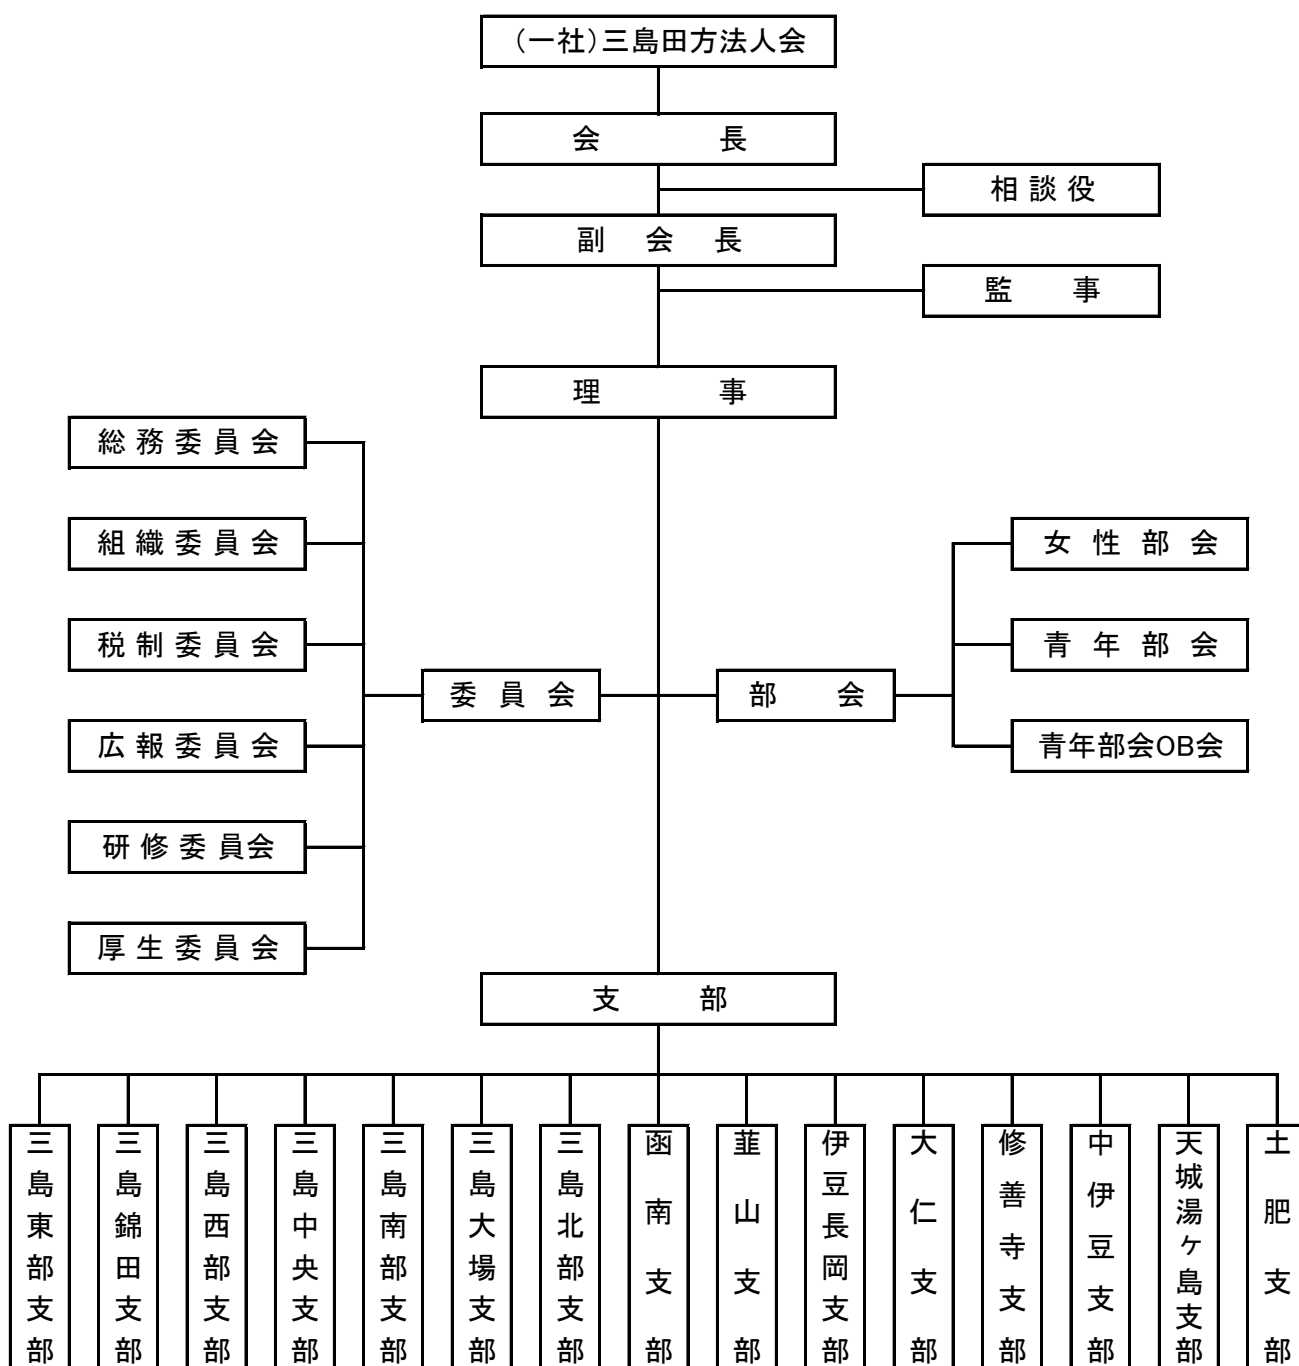 （一社）三島田方法人会
会長
相談役
副会長
監事
理事
総務委員会
組織委員会
女性部会
税制委員会
青年部会
委員会
部会
広報委員会
青年部会OB会
研修委員会
厚生委員会
支部
三島東部支部
三島錦田支部
三島西部支部
三島中央支部
三島南部支部
三島大場支部
三島北部支部
函南支部
韮山支部
伊豆長岡支部
大仁支部
修善寺支部
中伊豆支部
天城湯ヶ島支部
土肥支部